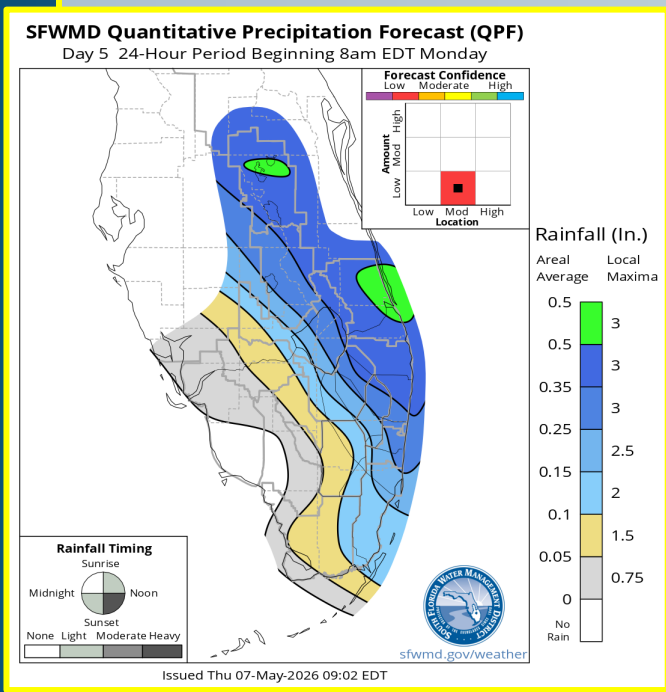 SFWMD Quantitative Precipitation Forecast (QPF)
Day 5 24-Hour Period Beginning 8am EDT Monday
Forecast Confidence
Low Moderate High
Amount
High
Mod
Low
Low Mod High
Location
Rainfall (In.)
Areal Average
Local Maxima
0.5
3
0.5
3
0.35
3
0.25
2.5
0.15
2
0.1
1.5
0.05
0.75
0
No Rain
Rainfall Timing
Sunrise
Midnight
Noon
Sunset
None Light Moderate Heavy
SOUTH FLORIDA WATER MANAGEMENT DISTRICT
sfwmd.gov/weather
Issued Thu 07-May-2026 09:02 EDT